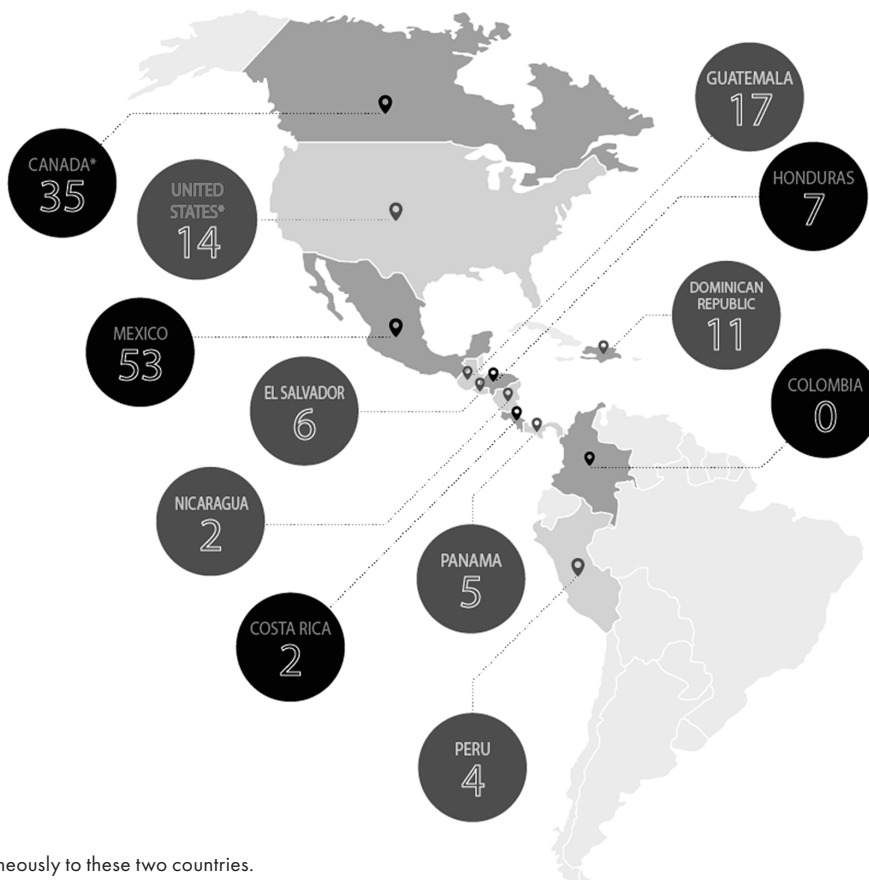 GUATEMALA
17
CANADA*
35
HONDURAS
7
UNITED
STATES*
14
DOMINICAN
REPUBLIC
11
MEXICO
53
EL SALVADOR
6
COLOMBIA
0
NICARAGUA
2
PANAMA
5
COSTA RICA
2
PERU
4
to these two countries.